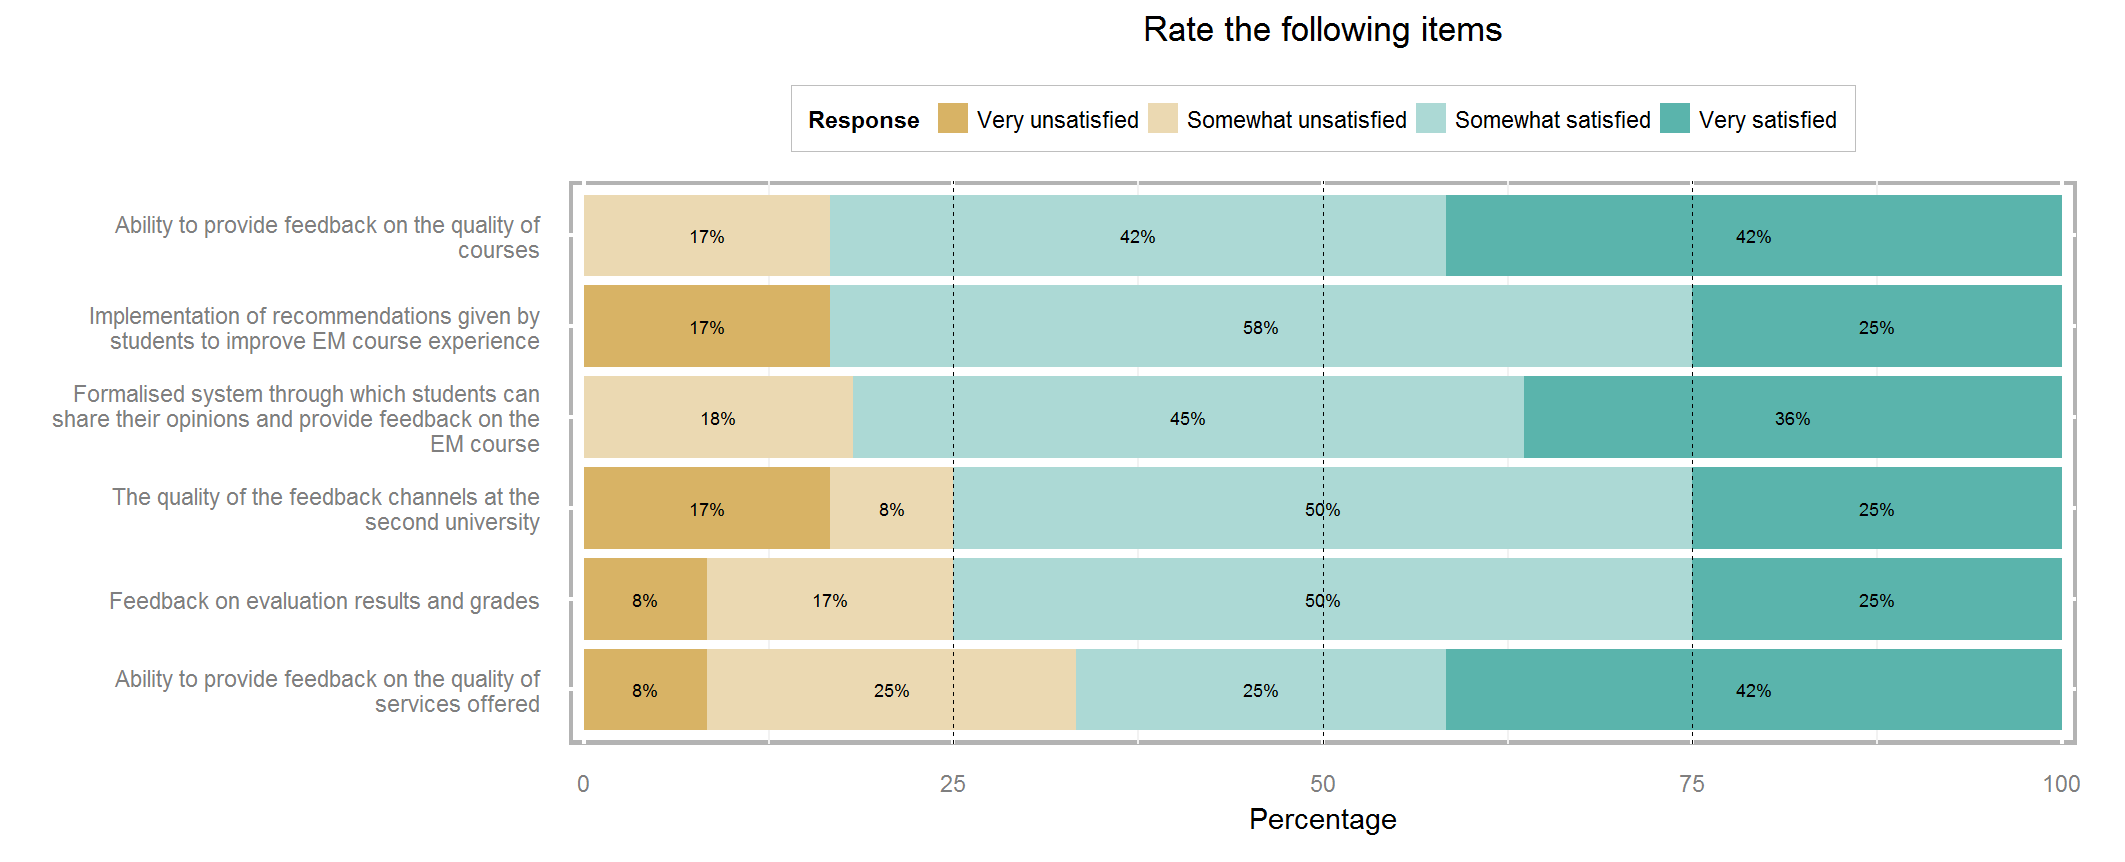 Rate the following items
Response Very unsatisfied Somewhat unsatisfied Somewhat satisfied Very satisfied
Ability to provide feedback on the quality of
courses
17% 42% 42%
Implementation of recommendations given by
students to improve EM course experience
17% 58% 25%
Formalised system through which students can
share their opinions and provide feedback on the
EM course
18% 45% 36%
The quality of the feedback channels at the
second university
17% 8% 50% 25%
Feedback on evaluation results and grades
8% 17% 50% 25%
Ability to provide feedback on the quality of
services offered
8% 25% 25% 42%
0 25 50 75 100
Percentage